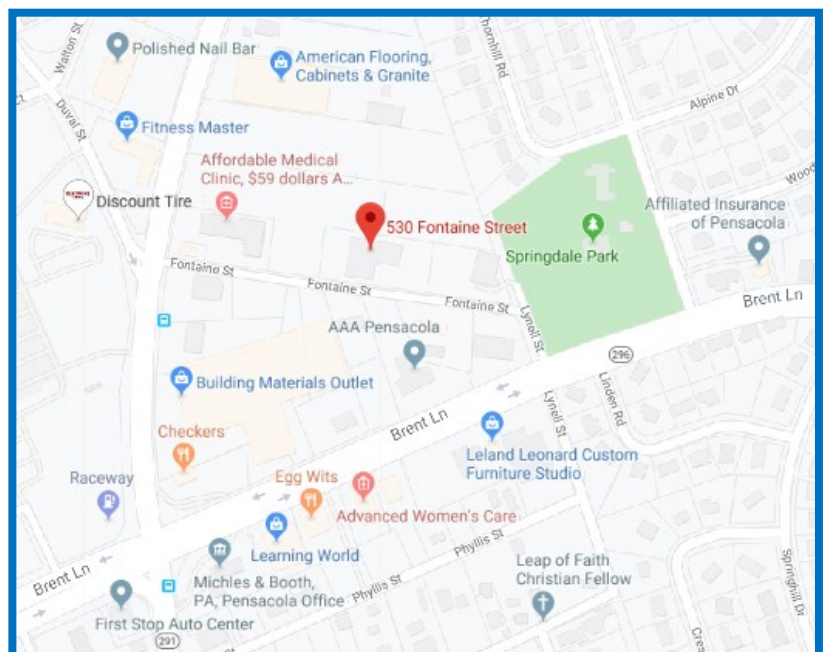 Polished Nail Bar
Walton St
American Flooring,
Cabinets & Granite
Thornhill Rd
Alpine Dr
Ct
Duval St
Fitness Master
Affordable Medical
Clinic, $59 dollars A...
Discount Tire
530 Fontaine Street
Springdale Park
Affiliated Insurance
of Pensacola
Fontaine St
Fontaine St
Fontaine St
Lynell St
Brent Ln
AAA Pensacola
296
Building Materials Outlet
Linden Rd
Brent Ln
Lynell St
Checkers
Leland Leonard Custom
Furniture Studio
Raceway
Egg Wits
Advanced Women's Care
Learning World
Phyllis St
Brent Ln
Michles & Booth,
PA, Pensacola Office
Phyllis St
Leap of Faith
Christian Fellow
Springhill Dr
First Stop Auto Center
291